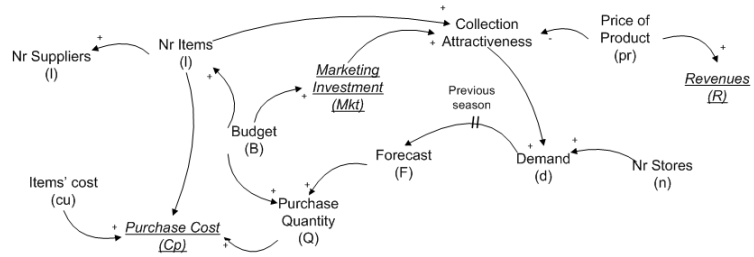 +
Collection
Attractiveness
+
-
Price of
Product
(pr)
+
Nr Suppliers
(I)
+
Nr Items
(I)
+
Marketing
Investment
(Mkt)
+
Revenues
(R)
Previous
season
Budget
(B)
Forecast
(F)
+
Demand
(d)
+
Nr Stores
(n)
Items' cost
(cu)
+
+
Purchase
Quantity
(Q)
+
Purchase Cost
(Cp)
+